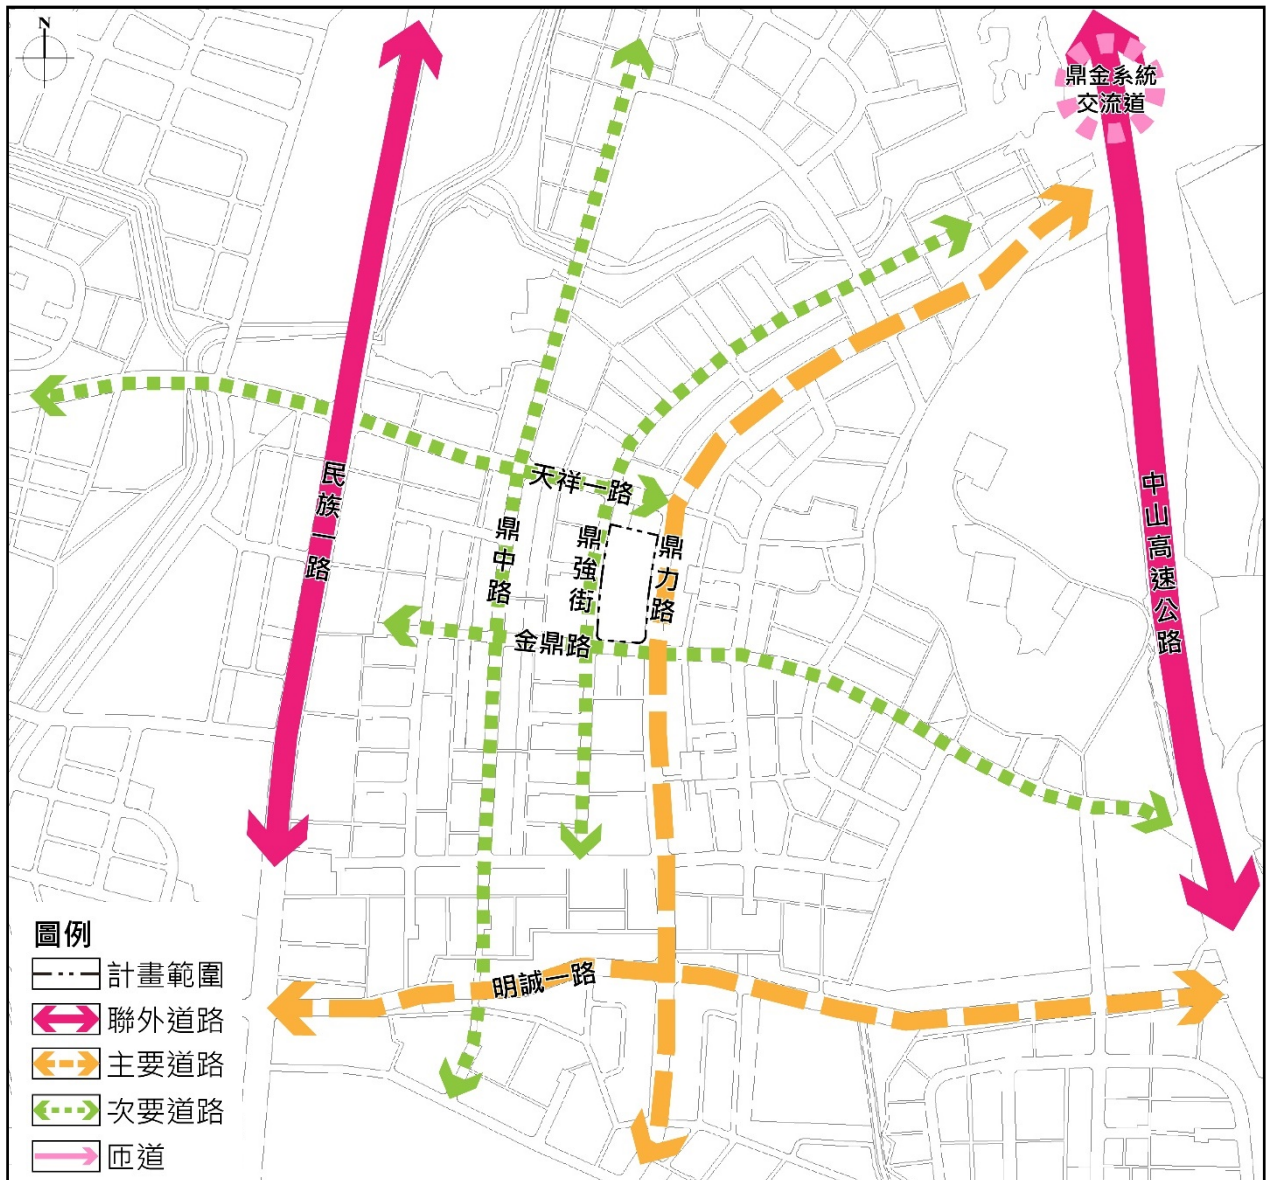 N
鼎金系統
交流道
天祥一路
民族一路
鼎中路
鼎強街
鼎力路
中山高速公路
金鼎路
明誠一路
圖例
計畫範圍
聯外道路
主要道路
次要道路
匝道